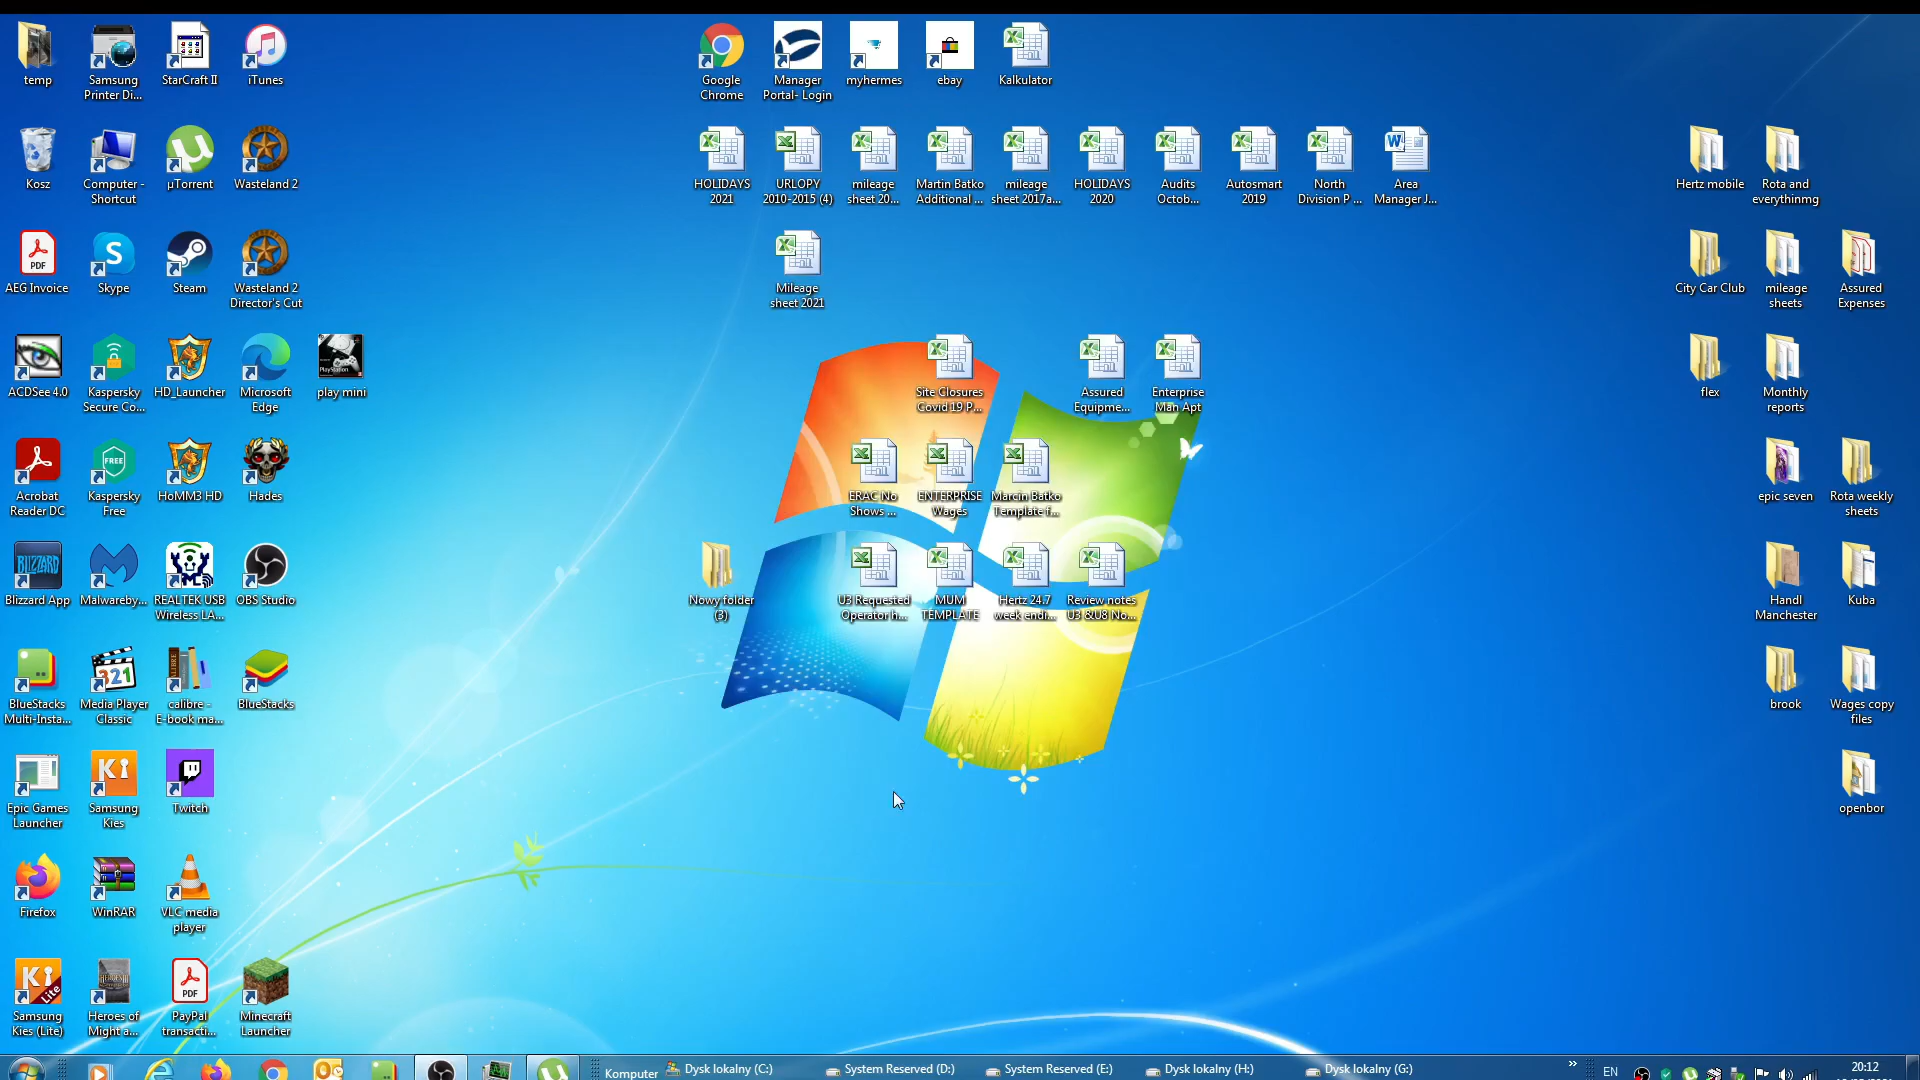 temp
Samsung
Printer Di...
StarCraft II
iTunes
Google
Chrome
Manager
Portal- Login
myhermes
ebay
Kalkulator
Kosz
Computer -
Shortcut
µTorrent
Wasteland 2
HOLIDAYS
2021
URLOPY
2010-2015 (4)
mileage
sheet 20...
Martin Batko
Additional ...
mileage
sheet 2017a...
HOLIDAYS
2020
Audits
Octob...
Autosmart
2019
North
Division P ...
Area
Manager J...
Hertz mobile
Rota and
everythinmg
PDF
AEG Invoice
Skype
Steam
Wasteland 2
Director's Cut
Mileage
sheet 2021
City Car Club
mileage
sheets
Assured
Expenses
ACDSee 4.0
Kaspersky
Secure Co...
HD_Launcher
Microsoft
Edge
PlayStation
play mini
Site Closures
Covid 19 P...
Assured
Equipme...
Enterprise
Man Apt
flex
Monthly
reports
Acrobat
Reader DC
FREE
Kaspersky
Free
HoMM3 HD
Hades
ERAC No
Shows ...
ENTERPRISE
Wages
Marcin Batko
Template f...
epic seven
Rota weekly
sheets
BLIZZARD
Blizzard App
Malwareby...
REALTEK USB
Wireless LA...
OBS Studio
Nowy folder
(3)
U3 Requested
Operator h...
MUM
TEMPLATE
Hertz 24.7
week endi...
Review notes
U3 &U8 No...
Handl
Manchester
Kuba
BlueStacks
Multi-Insta...
321
Media Player
Classic
calibre -
E-book ma...
BlueStacks
brook
Wages copy
files
Epic Games
Launcher
Ki
Samsung
Kies
Twitch
openbor
Firefox
WinRAR
VLC media
player
Ki
Lite
Samsung
Kies (Lite)
Heroes of
Might a...
PDF
PayPal
transacti...
Minecraft
Launcher
Komputer
Dysk lokalny (C:)
System Reserved (D:)
System Reserved (E:)
Dysk lokalny (H:)
Dysk lokalny (G:)
»
EN
20:12